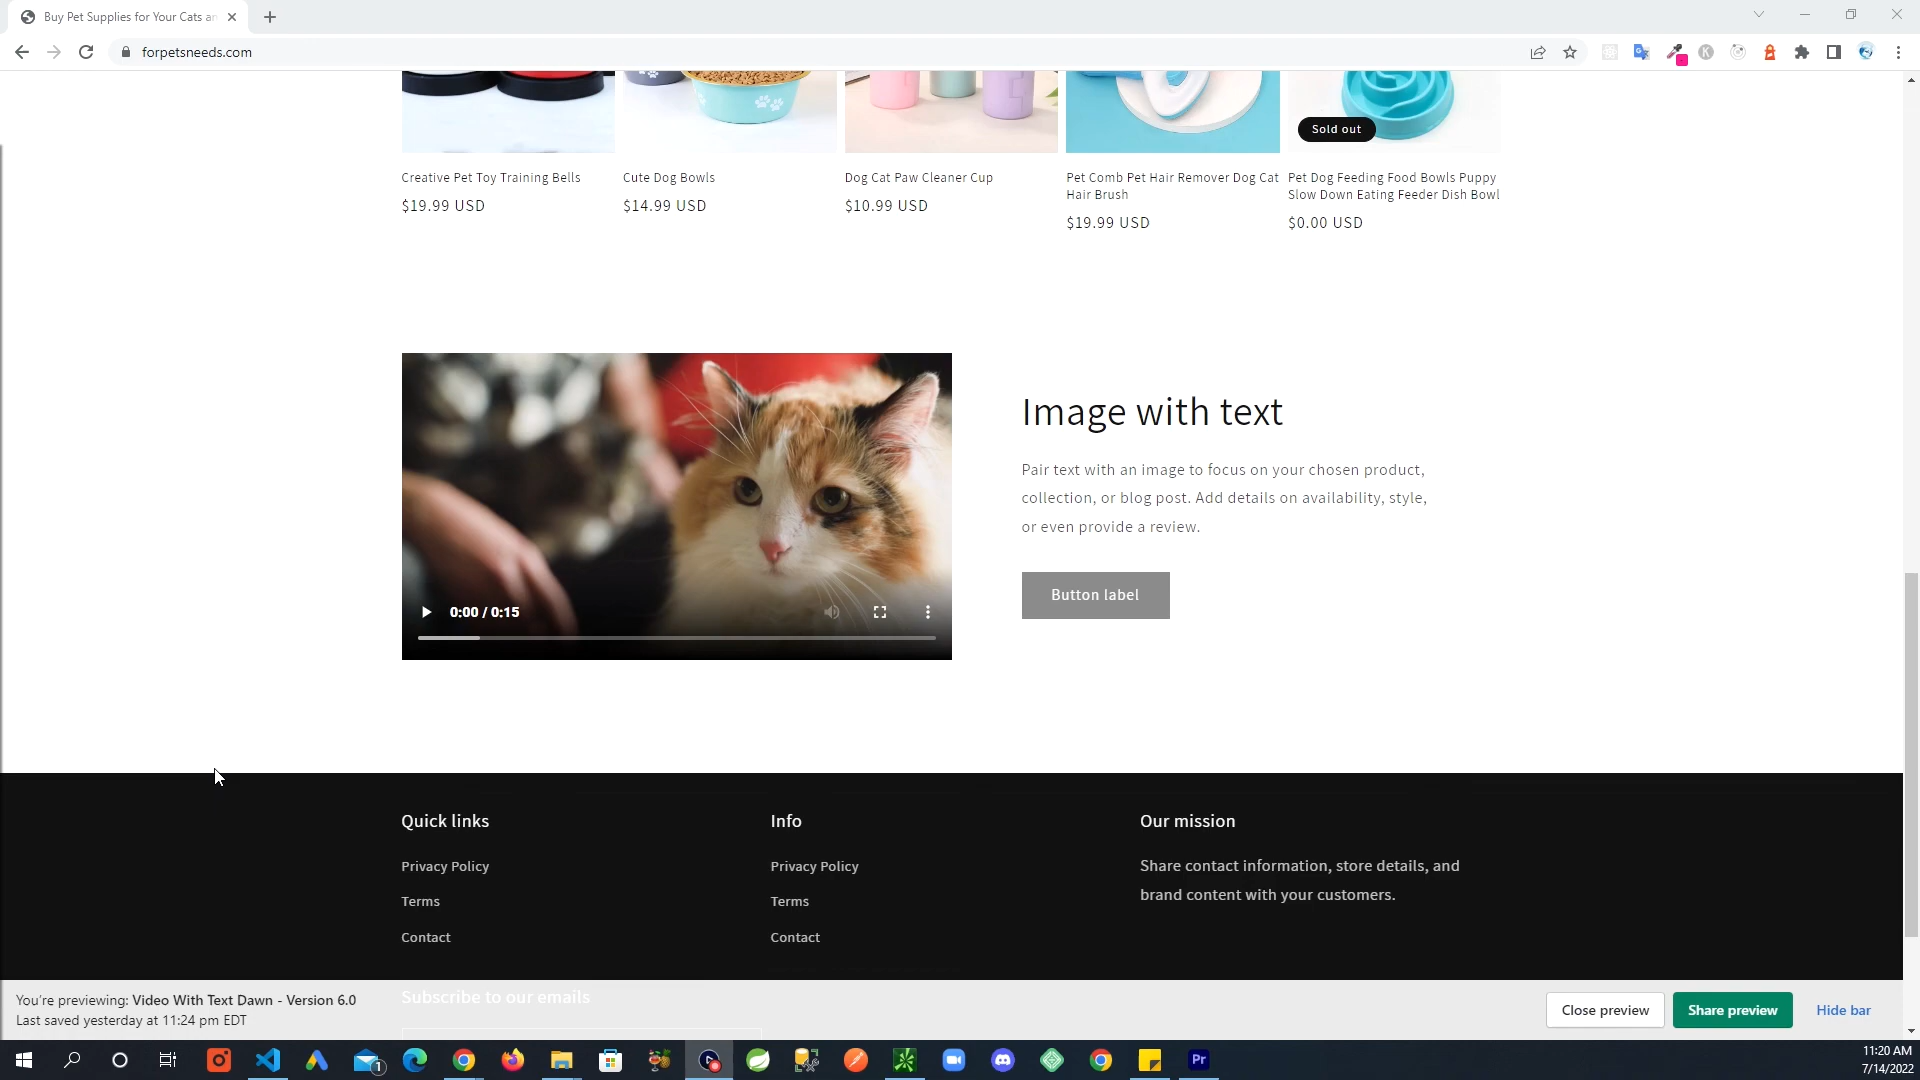 Buy Pet Supplies for Your Cats an
forpetsneeds.com
Sold out
Creative Pet Toy Training Bells
$19.99 USD
Cute Dog Bowls
$14.99 USD
Dog Cat Paw Cleaner Cup
$10.99 USD
Pet Comb Pet Hair Remover Dog Cat
Hair Brush
$19.99 USD
Pet Dog Feeding Food Bowls Puppy
Slow Down Eating Feeder Dish Bowl
$0.00 USD
0:00 / 0:15
Image with text
Pair text with an image to focus on your chosen product,
collection, or blog post. Add details on availability, style,
or even provide a review.
Button label
Quick links
Privacy Policy
Terms
Contact
Info
Privacy Policy
Terms
Contact
Our mission
Share contact information, store details, and
brand content with your customers.
Subscribe to our emails
You're previewing: Video With Text Dawn - Version 6.0
Last saved yesterday at 11:24 pm EDT
Close preview
Share preview
Hide bar
1
Pr
11:20 AM
7/14/2022